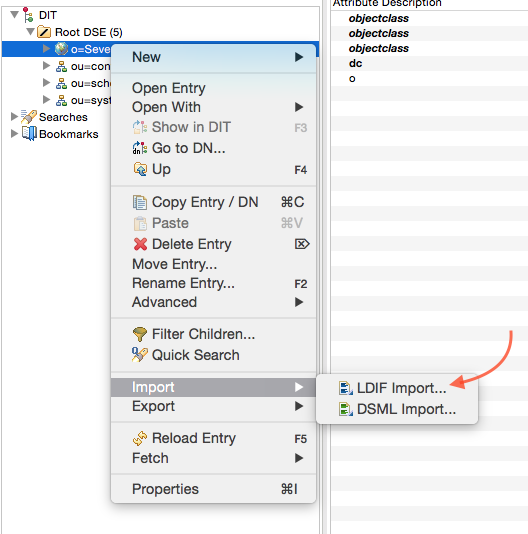 DIT
Root DSE (5)
o=Seve
ou=con
ou=sche
ou=syst
Searches
Bookmarks
New
Open Entry
Open With
Show in DIT F3
Go to DN...
Up F4
Copy Entry / DN ⌘C
Paste ⌘V
Delete Entry ⌦
Move Entry...
Rename Entry... F2
Advanced
Filter Children...
Quick Search
Import
Export
Reload Entry F5
Fetch
Properties ⌘I
LDIF Import...
DSML Import...
Attribute Description
objectclass
objectclass
objectclass
dc
o